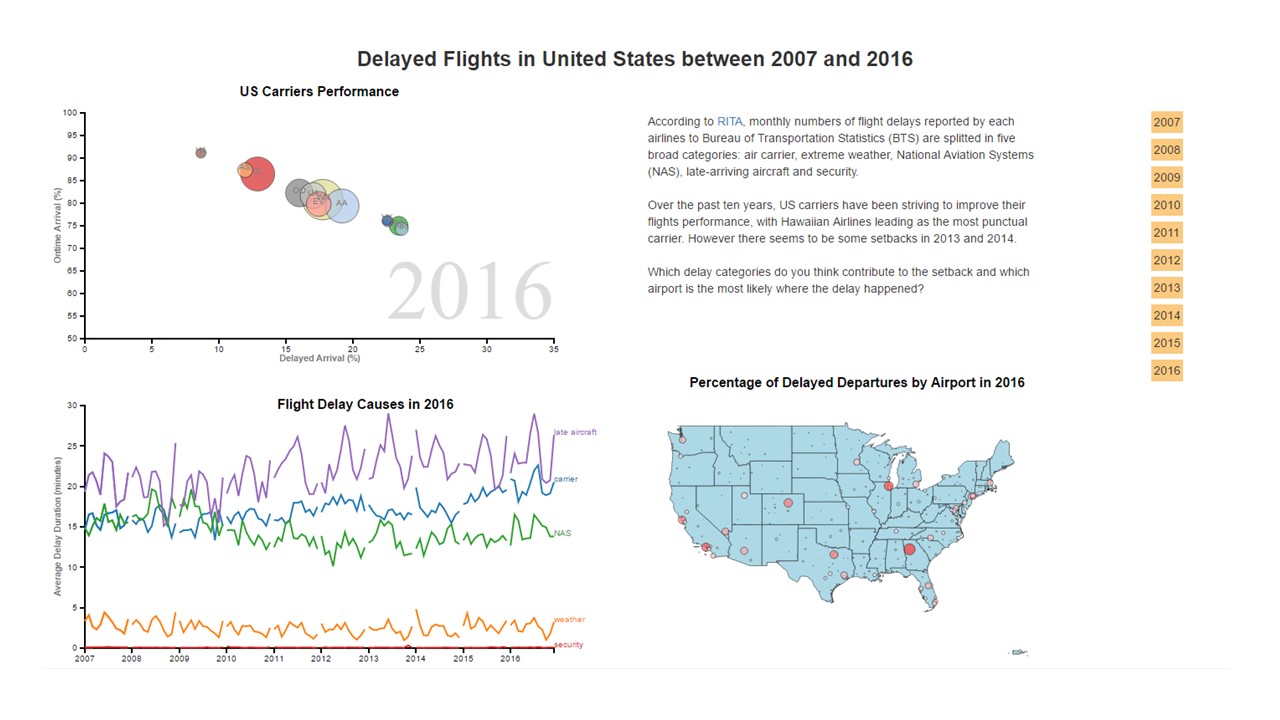 Delayed Flights in United States between 2007 and 2016
US Carriers Performance
100
95
90
85
80
75
70
65
60
55
50
Ontime Arrival (%)
0
5
10
15
20
25
30
35
Delayed Arrival (%)
OO
EV
AA
2016
According to RITA, monthly numbers of flight delays reported by each
airlines to Bureau of Transportation Statistics (BTS) are splitted in five
broad categories: air carrier, extreme weather, National Aviation Systems
(NAS), late-arriving aircraft and security.
Over the past ten years, US carriers have been striving to improve their
flights performance, with Hawaiian Airlines leading as the most punctual
carrier. However there seems to be some setbacks in 2013 and 2014.
Which delay categories do you think contribute to the setback and which
airport is the most likely where the delay happened?
2007
2008
2009
2010
2011
2012
2013
2014
2015
2016
Flight Delay Causes in 2016
30
25
20
15
10
5
0
Average Delay Duration (minutes)
2007
2008
2009
2010
2011
2012
2013
2014
2015
2016
late aircraft
carrier
NAS
weather
security
Percentage of Delayed Departures by Airport in 2016